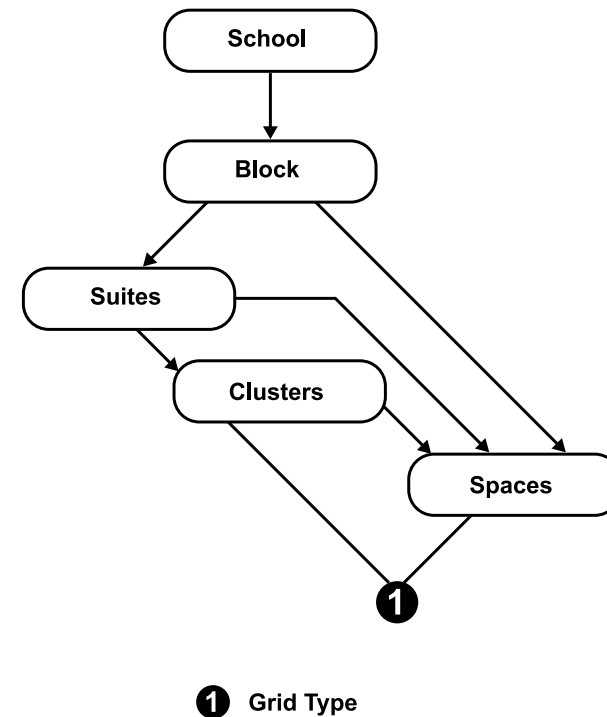 School
Block
Suites
Clusters
Spaces
1
1 Grid Type